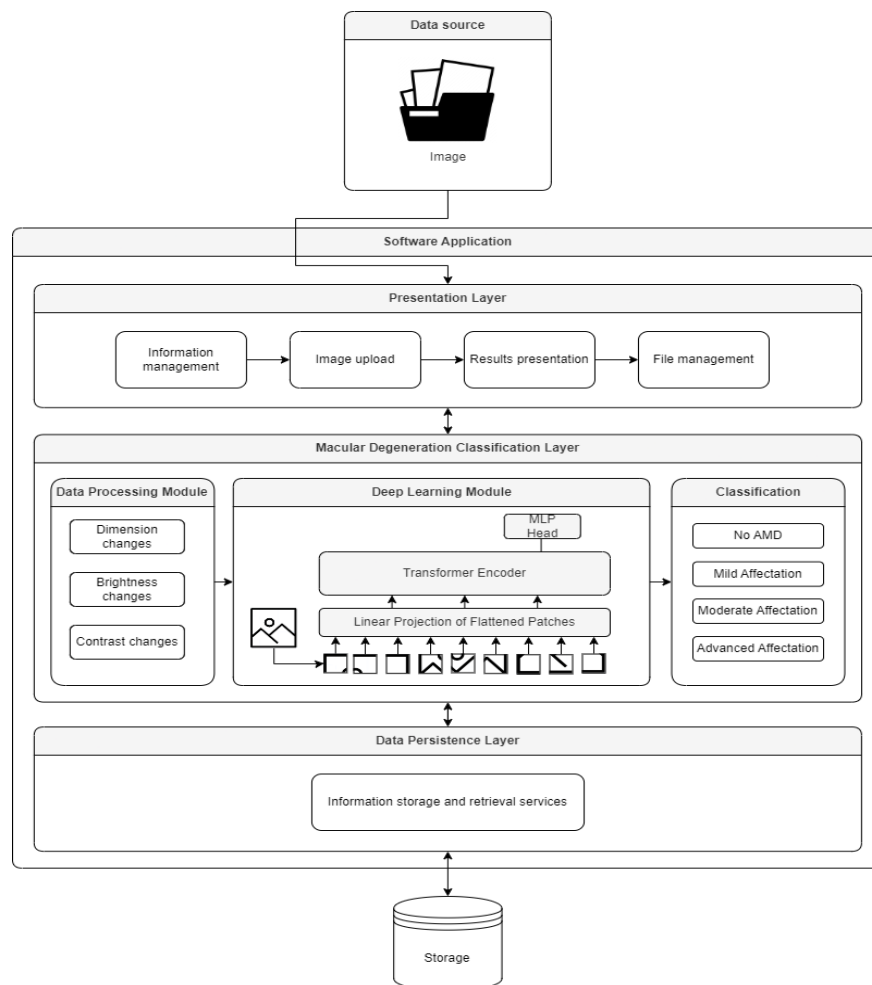 Data source
Image
Software Application
Presentation Layer
Information
management
Image upload
Results presentation
File management
Macular Degeneration Classification Layer
Data Processing Module
Dimension
changes
Brightness
changes
Contrast changes
Deep Learning Module
MLP
Head
Transformer Encoder
Linear Projection of Flattened Patches
Classification
No AMD
Mild Affectation
Moderate Affectation
Advanced Affectation
Data Persistence Layer
Information storage and retrieval services
Storage